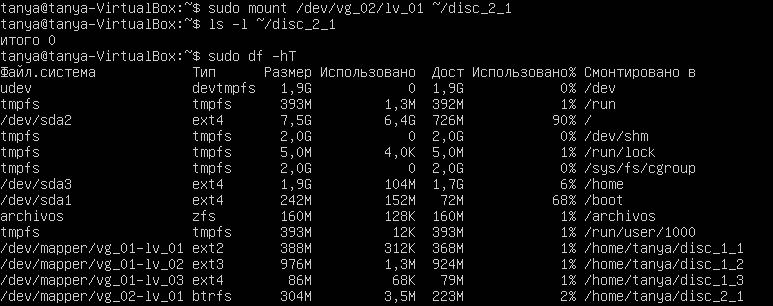 tanya@tanya-VirtualBox:~$ sudo mount /dev/vg_02/lv_01 ~/disc_2_1
tanya@tanya-VirtualBox:~$ ls -l ~/disc_2_1
итого 0
tanya@tanya-VirtualBox:~$ sudo df -hT
Файл.система Тип Размер Использовано Дост Использовано% Смонтировано в
udev devtmpfs 1,9G 0 1,9G 0% /dev
tmpfs tmpfs 393M 1,3M 392M 1% /run
/dev/sda2 ext4 7,5G 6,4G 726M 90% /
tmpfs tmpfs 2,0G 0 2,0G 0% /dev/shm
tmpfs tmpfs 5,0M 4,0K 5,0M 1% /run/lock
tmpfs tmpfs 2,0G 0 2,0G 0% /sys/fs/cgroup
/dev/sda3 ext4 1,9G 104M 1,7G 6% /home
/dev/sda1 ext4 242M 152M 72M 68% /boot
archivos zfs 160M 128K 160M 1% /archivos
tmpfs tmpfs 393M 12K 393M 1% /run/user/1000
/dev/mapper/vg_01-lv_01 ext2 388M 312K 368M 1% /home/tanya/disc_1_1
/dev/mapper/vg_01-lv_02 ext3 976M 1,3M 924M 1% /home/tanya/disc_1_2
/dev/mapper/vg_01-lv_03 ext4 86M 68K 79M 1% /home/tanya/disc_1_3
/dev/mapper/vg_02-lv_01 btrfs 304M 3,5M 223M 2% /home/tanya/disc_2_1